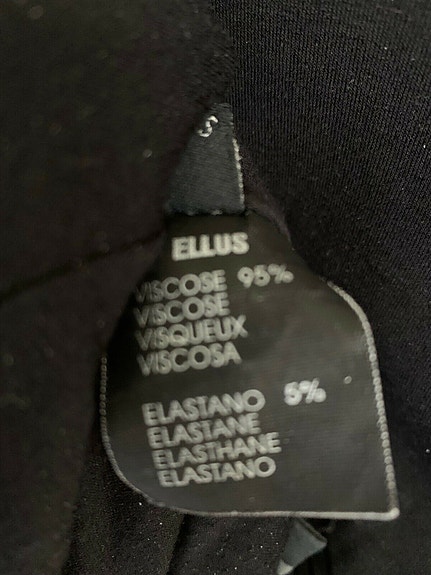 S
ELLUS
VISCOSE 95%
VISCOSE
VISQUEUX
VISCOSA
ELASTANO 5%
ELASTANE
ELASTHANE
ELASTANO